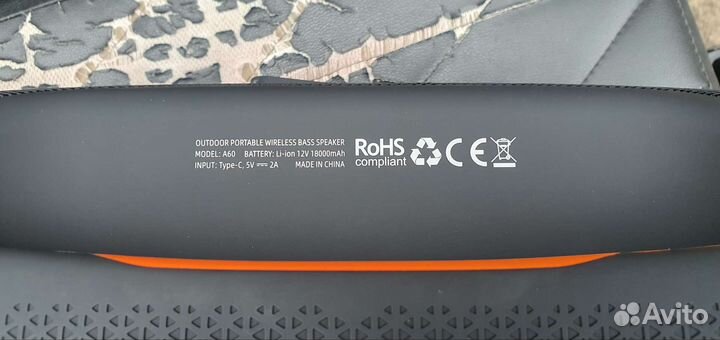 OUTDOOR PORTABLE WIRELESS BASS SPEAKER
MODEL: A60 BATTERY: Li-ion 12V 18000mAh
INPUT: Type-C, 5V ⎓ 2A MADE IN CHINA
RoHS
compliant
CE
Avito